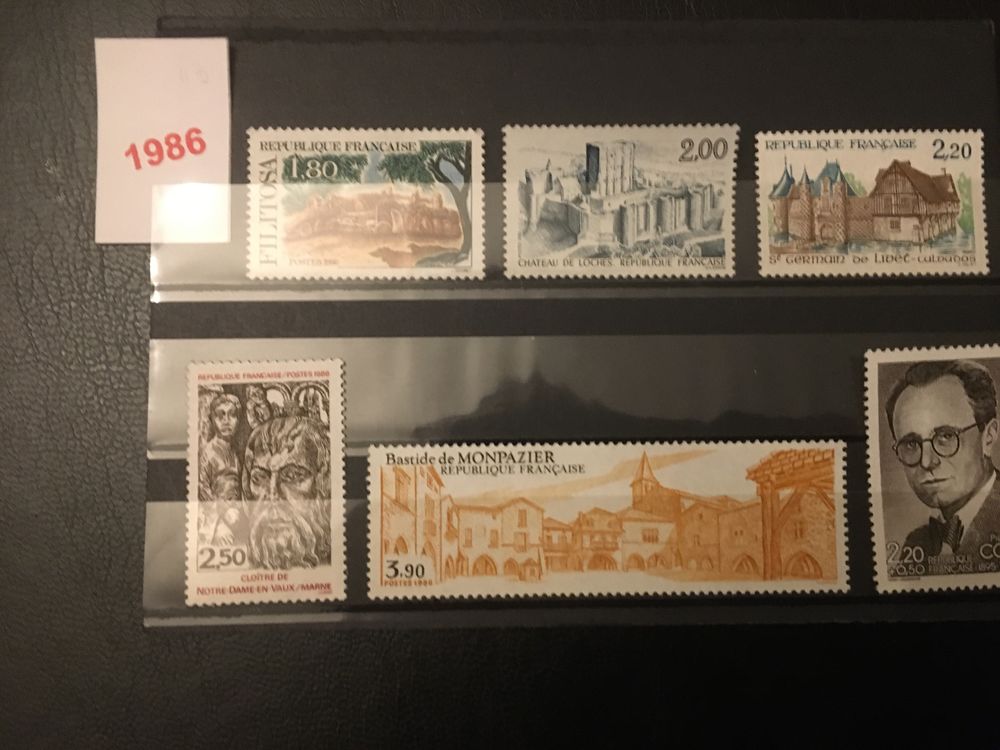 1986
REPUBLIQUE FRANÇAISE
1.80
FILITOSA
POSTES 1986
2,00
CHATEAU DE LOCHES. REPUBLIQUE FRANÇAISE
REPUBLIQUE FRANÇAISE
2,20
St GERMAIN de LIVET-CALVADOS
REPUBLIQUE FRANÇAISE/POSTES 1986
2,50
CLOÎTRE DE
NOTRE-DAME-EN-VAUX/MARNE
Bastide de MONPAZIER
REPUBLIQUE FRANÇAISE
3,90
POSTES 1986
2,20
+0,50
REPUBLIQUE
FRANÇAISE
1895